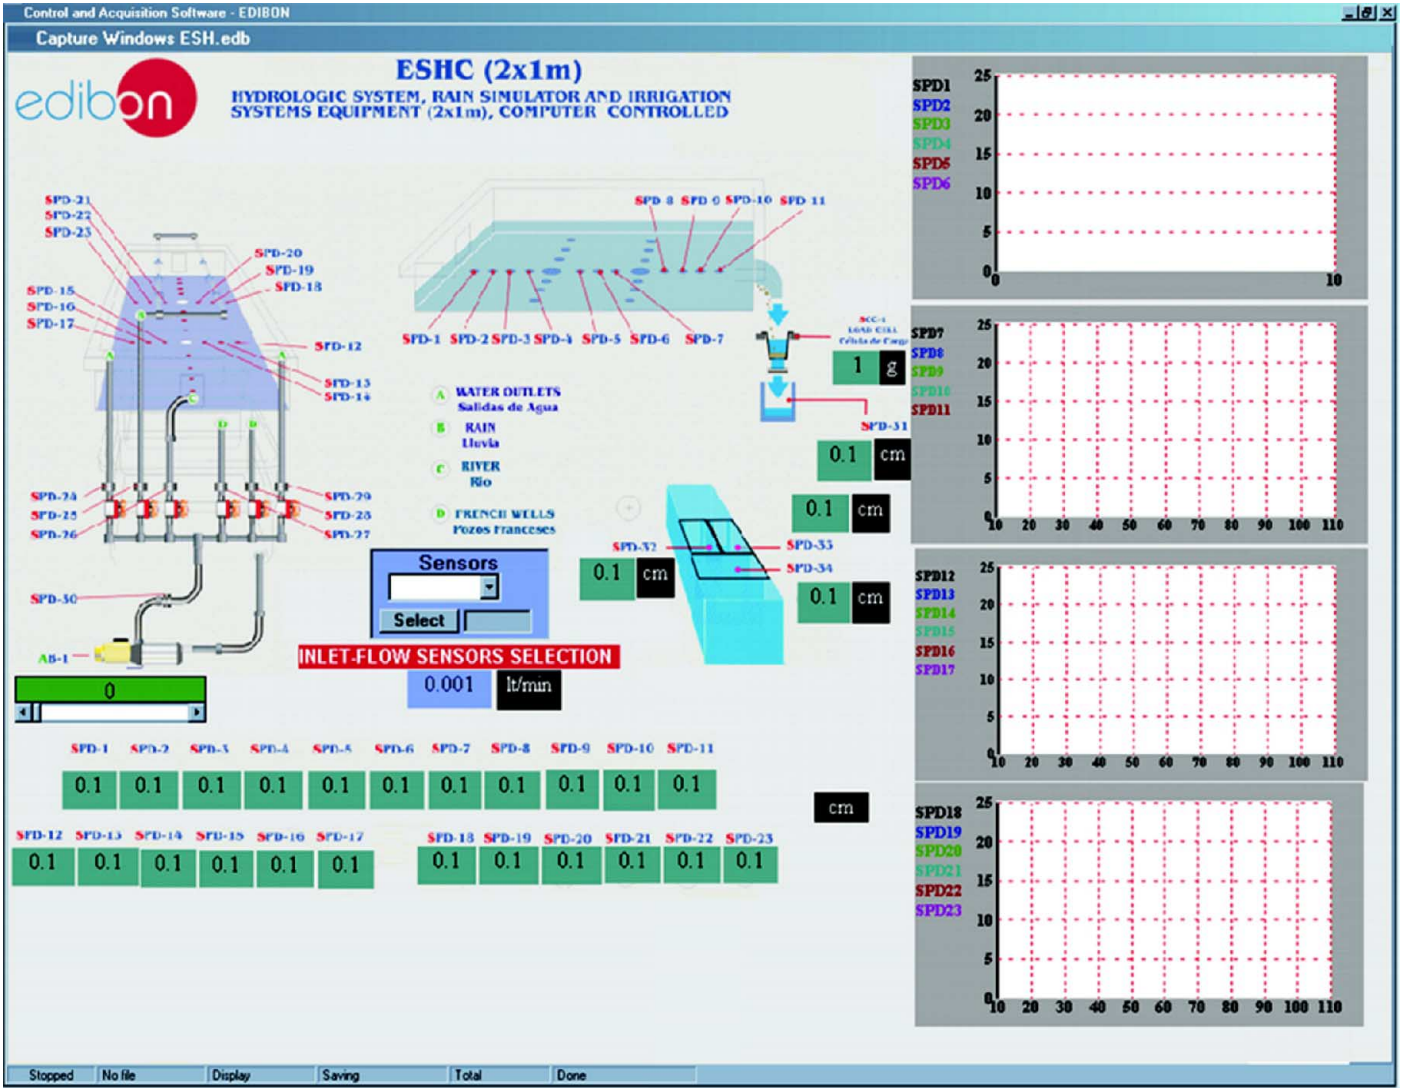 Control and Acquisition Software - EDIBON
Capture Windows ESH.edb
edibon
ESHC (2x1m)
HYDROLOGIC SYSTEM, RAIN SIMULATOR AND IRRIGATION
SYSTEMS EQUIPMENT (2x1m), COMPUTER CONTROLLED
SPD-21
SPD-22
SPD-23
SPD-20
SPD-19
SPD-18
SPD-15
SPD-16
SPD-17
SPD-12
SPD-13
SPD-14
A
A
A
C
D
D
SPD-24
SPD-25
SPD-26
SPD-29
SPD-28
SPD-27
SPD-30
AB-1
0
SPD-8 SPD-9 SPD-10 SPD-11
SPD-1 SPD-2 SPD-3 SPD-4 SPD-5 SPD-6 SPD-7
SCC-1
LOAD CELL
Célula de Carga
1 g
SPD-31
0.1 cm
0.1 cm
A WATER OUTLETS
Salidas de Agua
B RAIN
Lluvia
C RIVER
Rio
D FRENCH WELLS
Pozos Franceses
SPD-32
SPD-33
SPD-34
0.1 cm
0.1 cm
Sensors
Select
INLET-FLOW SENSORS SELECTION
0.001 lt/min
SPD-1 SPD-2 SPD-3 SPD-4 SPD-5 SPD-6 SPD-7 SPD-8 SPD-9 SPD-10 SPD-11
0.1 0.1 0.1 0.1 0.1 0.1 0.1 0.1 0.1 0.1 0.1
cm
SPD-12 SPD-13 SPD-14 SPD-15 SPD-16 SPD-17 SPD-18 SPD-19 SPD-20 SPD-21 SPD-22 SPD-23
0.1 0.1 0.1 0.1 0.1 0.1 0.1 0.1 0.1 0.1 0.1 0.1
SPD1
SPD2
SPD3
SPD4
SPD5
SPD6
25
20
15
10
5
0
0 10
SPD7
SPD8
SPD9
SPD10
SPD11
25
20
15
10
5
0
10 20 30 40 50 60 70 80 90 100 110
SPD12
SPD13
SPD14
SPD15
SPD16
SPD17
25
20
15
10
5
0
10 20 30 40 50 60 70 80 90 100 110
SPD18
SPD19
SPD20
SPD21
SPD22
SPD23
25
20
15
10
5
0
10 20 30 40 50 60 70 80 90 100 110
Stopped No file Display Saving Total Done